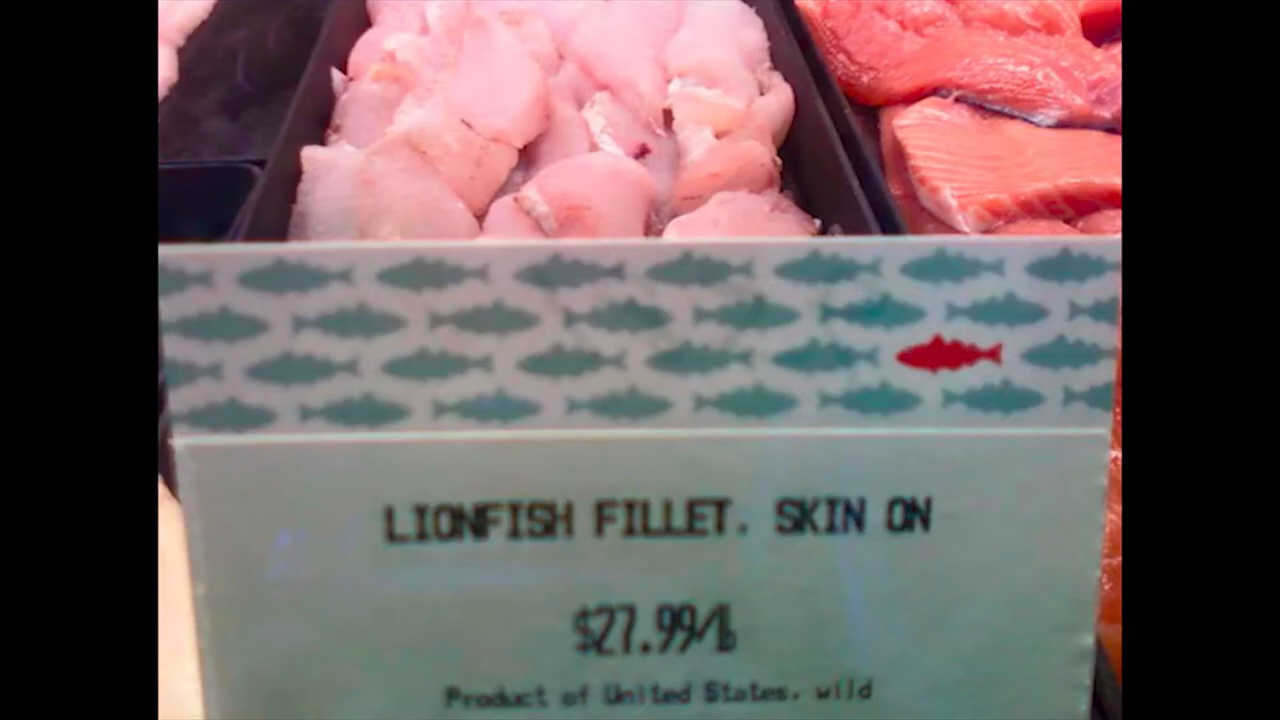 LIONFISH FILLET. SKIN ON
$27.99/lb
Product of United States. wild